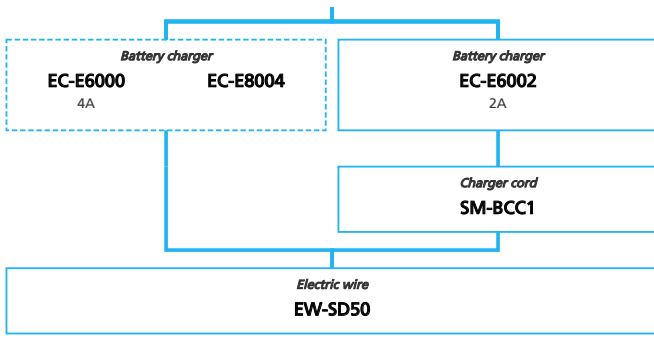 Battery charger
EC-E6000 EC-E8004
4A
Battery charger
EC-E6002
2A
Charger cord
SM-BCC1
Electric wire
EW-SD50